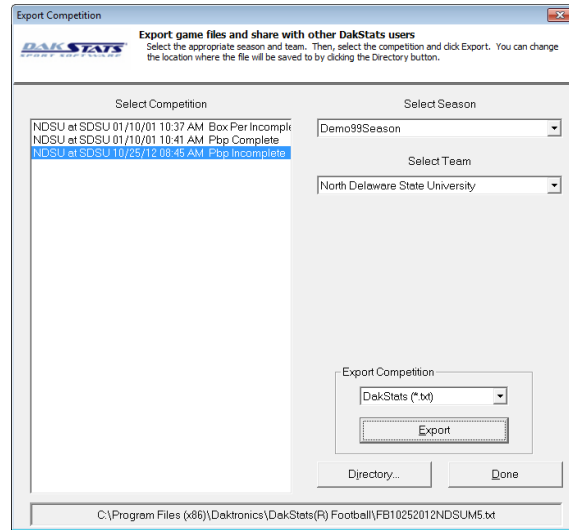 Export Competition
Export game files and share with other DakStats users
Select the appropriate season and team. Then, select the competition and click Export. You can change
the location where the file will be saved to by clicking the Directory button.
DAKSTATS
SPORT SOFTWARE
Select Competition
NDSU at SDSU 01/10/01 10:37 AM Box Per Incomple
NDSU at SDSU 01/10/01 10:41 AM Pbp Complete
NDSU at SDSU 10/25/12 08:45 AM Pbp Incomplete
Select Season
Demo99Season
Select Team
North Delaware State University
Export Competition
DakStats (*.txt)
Export
Directory...
Done
C:\Program Files (x86)\Daktronics\DakStats(R) Football\FB10252012NDSUM5.txt